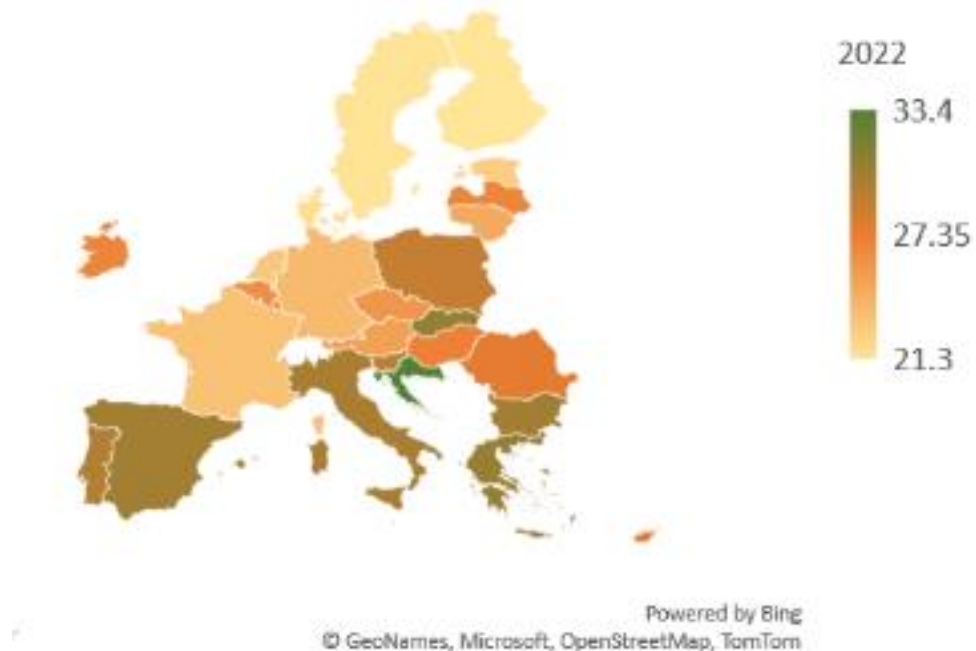 2022
33.4
27.35
21.3
Powered by Bing
© GeoNames, Microsoft, OpenStreetMap, TomTom